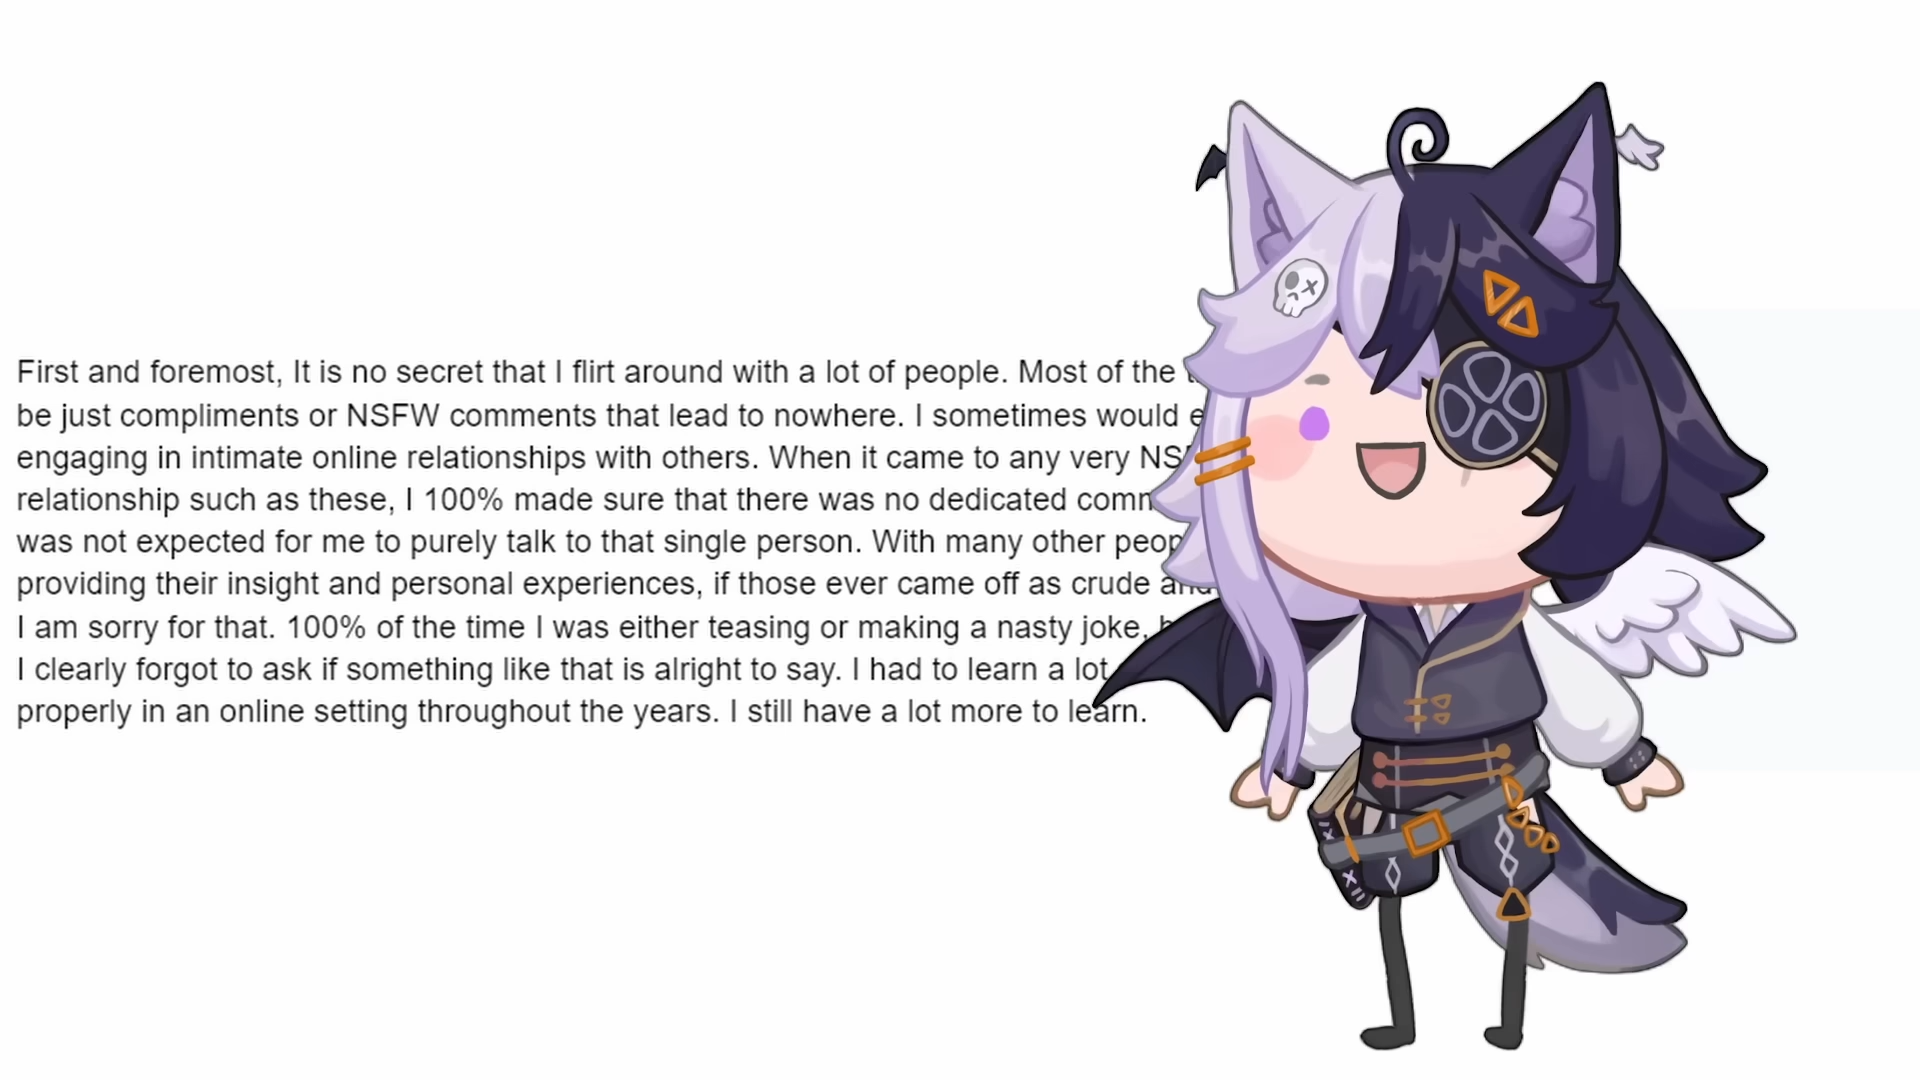 First and foremost, It is no secret that I flirt around with a lot of people. Most of the
be just compliments or NSFW comments that lead to nowhere. I sometimes would
engaging in intimate online relationships with others. When it came to any very
relationship such as these, I 100% made sure that there was no dedicated
was not expected for me to purely talk to that single person. With many other
providing their insight and personal experiences, if those ever came off as crude and
I am sorry for that. 100% of the time I was either teasing or making a nasty joke,
I clearly forgot to ask if something like that is alright to say. I had to learn a lot
properly in an online setting throughout the years. I still have a lot more to learn.